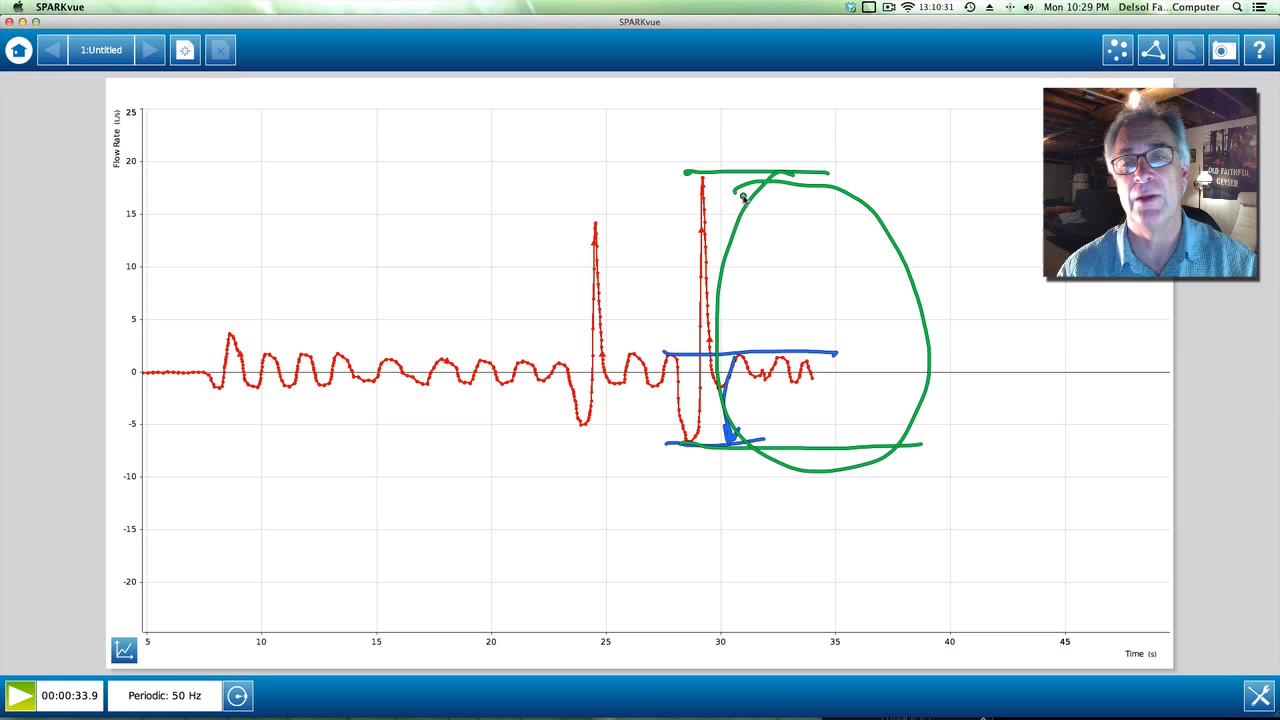 SPARKvue
13:10:31
Mon 10:29 PM
Delsol Fa...Computer
SPARKvue
1:Untitled
?
Flow Rate (L/s)
25
20
15
10
5
0
-5
-10
-15
-20
5 10 15 20 25 30 35 40 45
Time (s)
OLD FAITHFUL
GEYSER
00:00:33.9
Periodic: 50 Hz